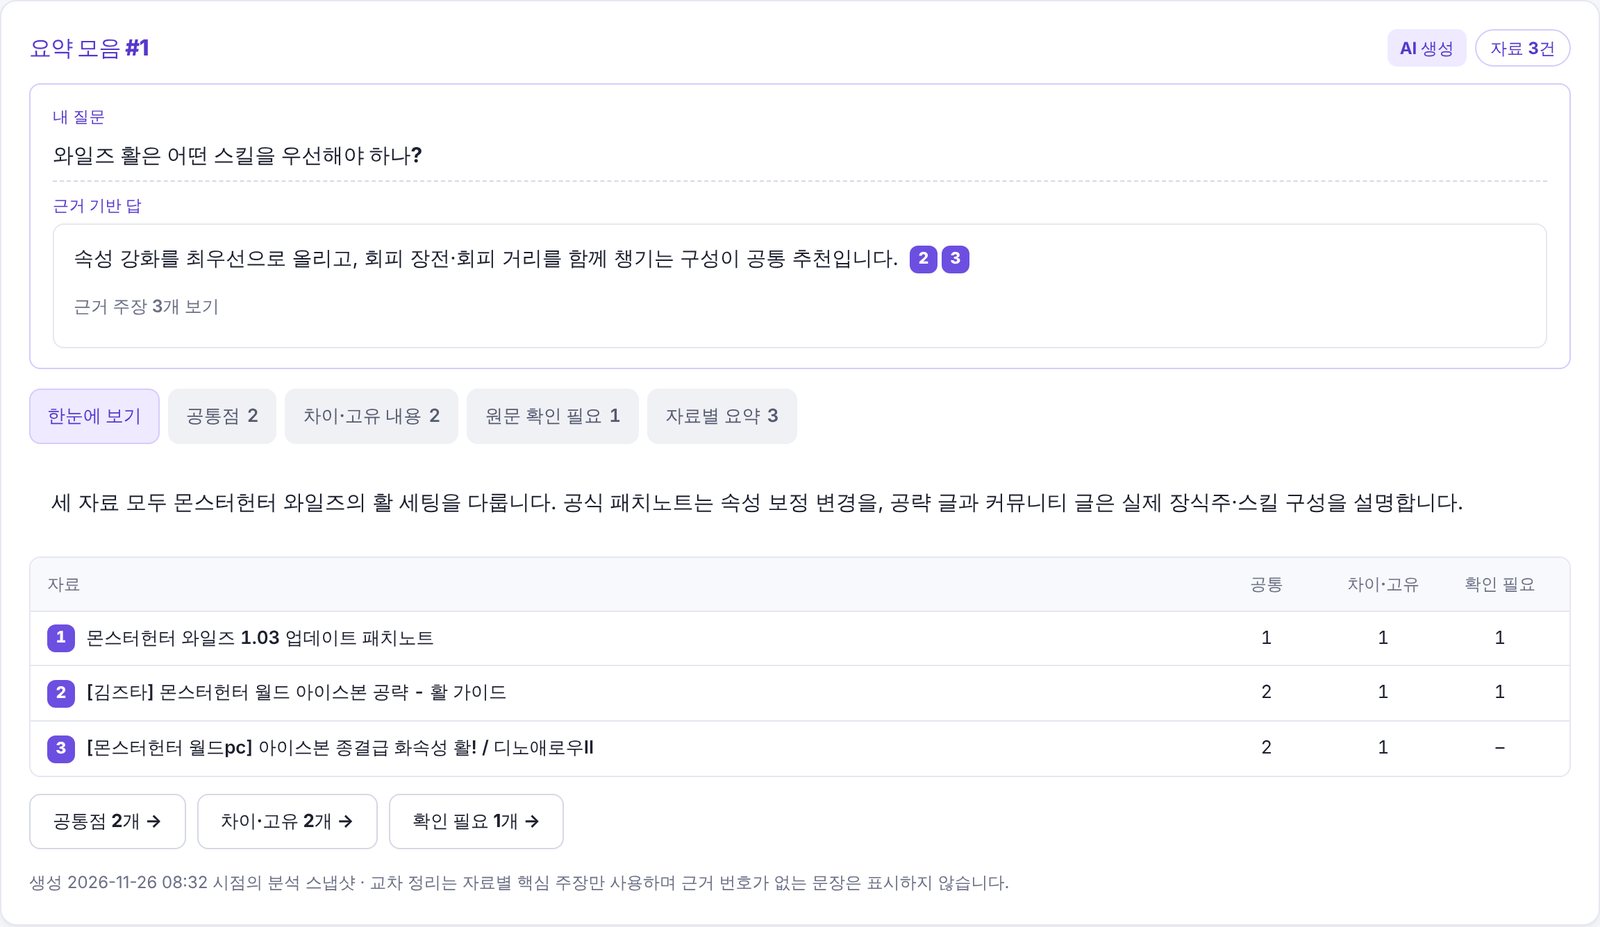 요약 모음 #1
AI 생성
자료 3건
내 질문
와일즈 활은 어떤 스킬을 우선해야 하나?
근거 기반 답
속성 강화를 최우선으로 올리고, 회피 장전·회피 거리를 함께 챙기는 구성이 공통 추천입니다. 2 3
근거 주장 3개 보기
한눈에 보기
공통점 2
차이·고유 내용 2
원문 확인 필요 1
자료별 요약 3
세 자료 모두 몬스터헌터 와일즈의 활 세팅을 다룹니다. 공식 패치노트는 속성 보정 변경을, 공략 글과 커뮤니티 글은 실제 장식주·스킬 구성을 설명합니다.
자료 공통 차이·고유 확인 필요
1 몬스터헌터 와일즈 1.03 업데이트 패치노트 1 1 1
2 [김즈타] 몬스터헌터 월드 아이스본 공략 - 활 가이드 2 1 1
3 [몬스터헌터 월드pc] 아이스본 종결급 화속성 활! / 디노애로우II 2 1 –
공통점 2개 →
차이·고유 2개 →
확인 필요 1개 →
생성 2026-11-26 08:32 시점의 분석 스냅샷 · 교차 정리는 자료별 핵심 주장만 사용하며 근거 번호가 없는 문장은 표시하지 않습니다.